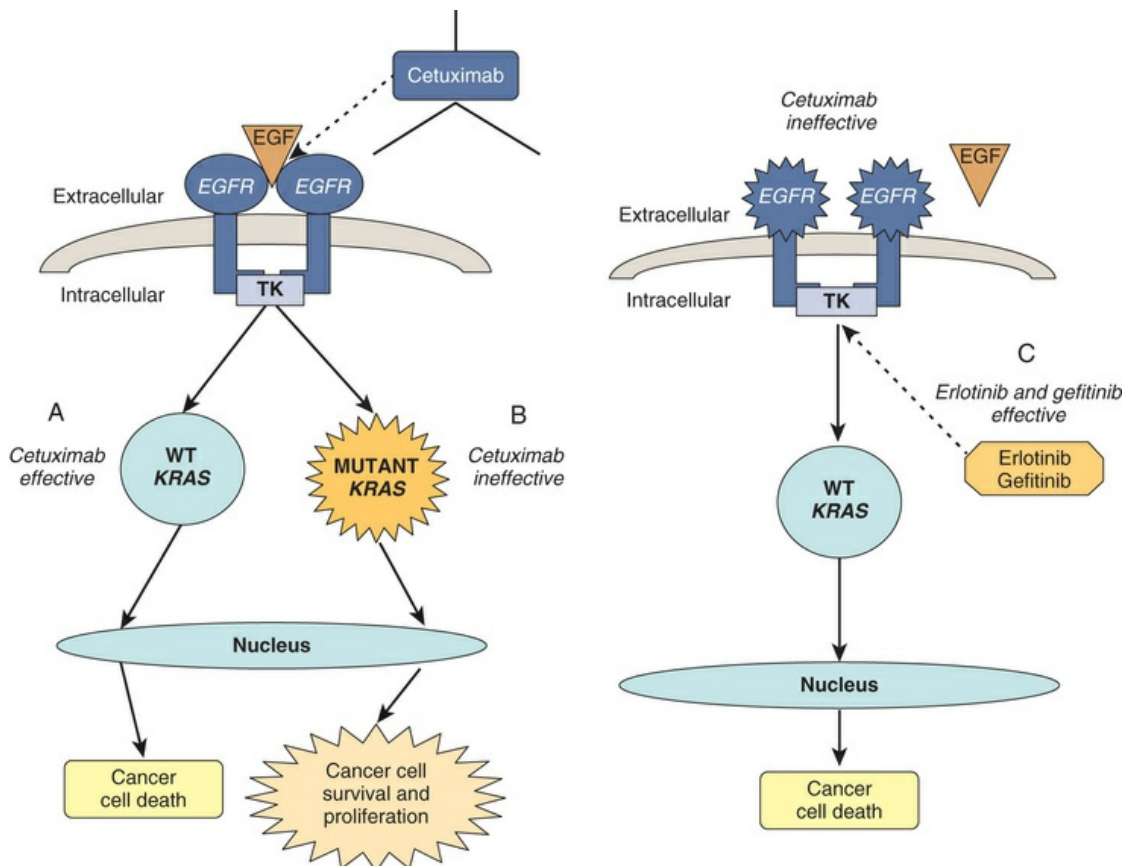 Cetuximab
EGF
EGFR
EGFR
Extracellular
Intracellular
TK
A
Cetuximab
effective
WT
KRAS
MUTANT
KRAS
B
Cetuximab
ineffective
Nucleus
Cancer
cell death
Cancer cell
survival and
proliferation
Cetuximab
ineffective
EGF
EGFR
EGFR
Extracellular
Intracellular
TK
C
Erlotinib and gefitinib
effective
Erlotinib
Gefitinib
WT
KRAS
Nucleus
Cancer
cell death